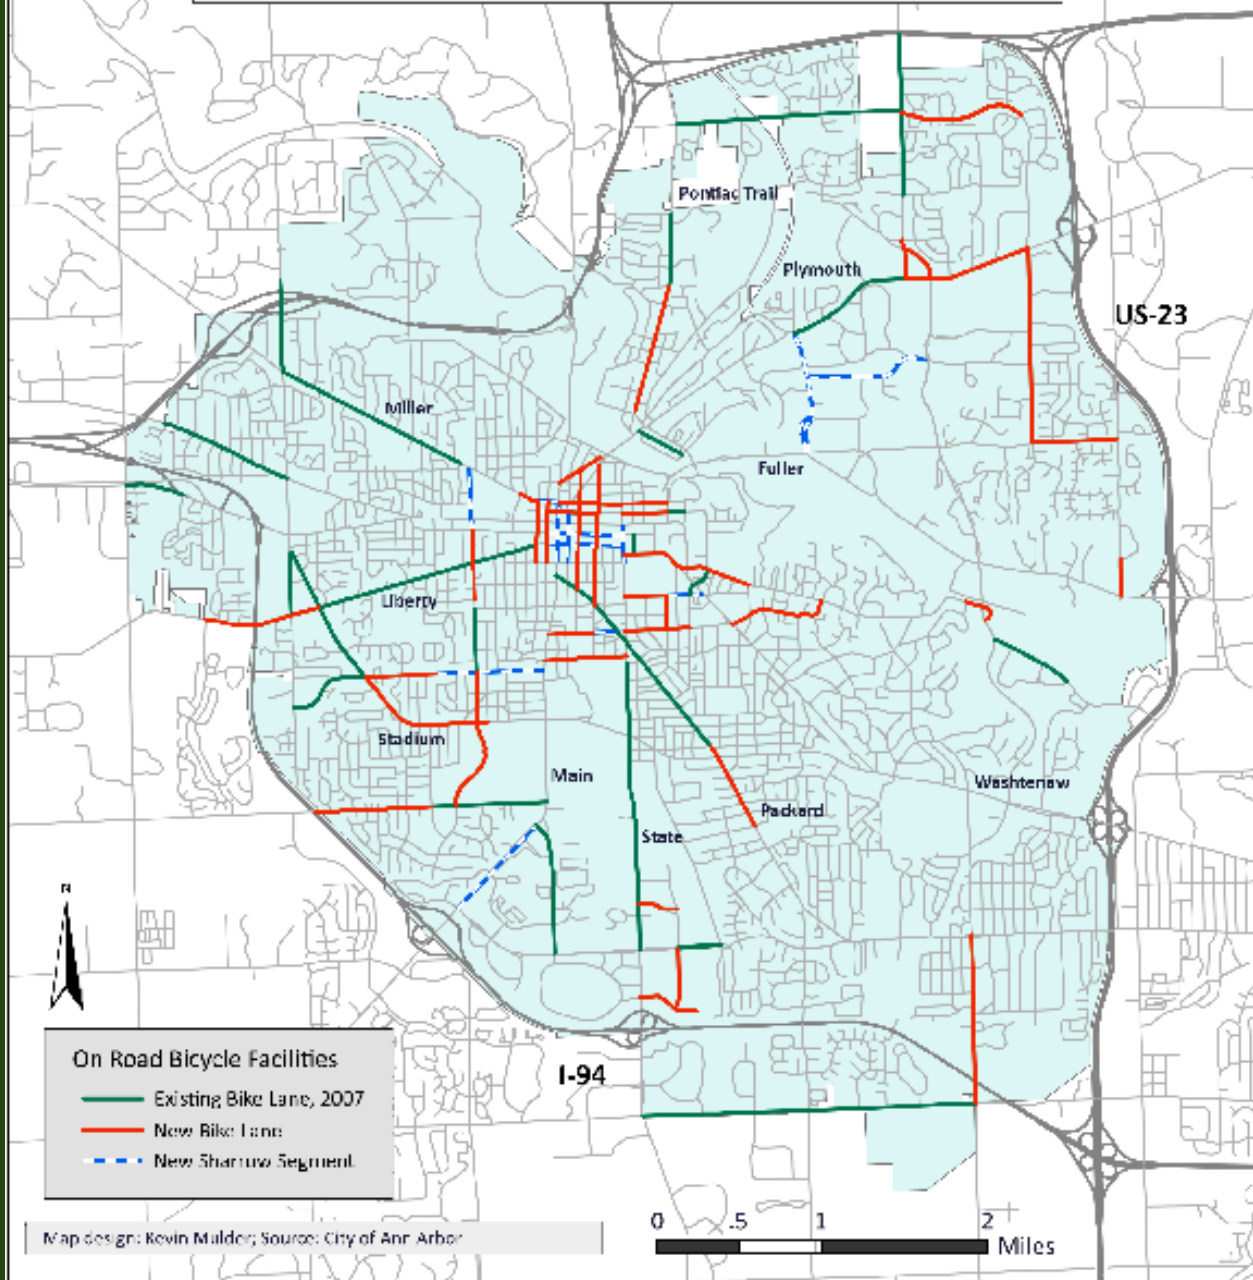 Pontiac Trail
Plymouth
US-23
Miller
Fuller
Liberty
Stadium
Main
Washtenaw
Packard
State
N
On Road Bicycle Facilities
I-94
Existing Bike Lane, 2007
New Bike Lane
New Sharrow Segment
0 .5 1 2
Miles
Map design: Kevin Mulder; Source: City of Ann Arbor